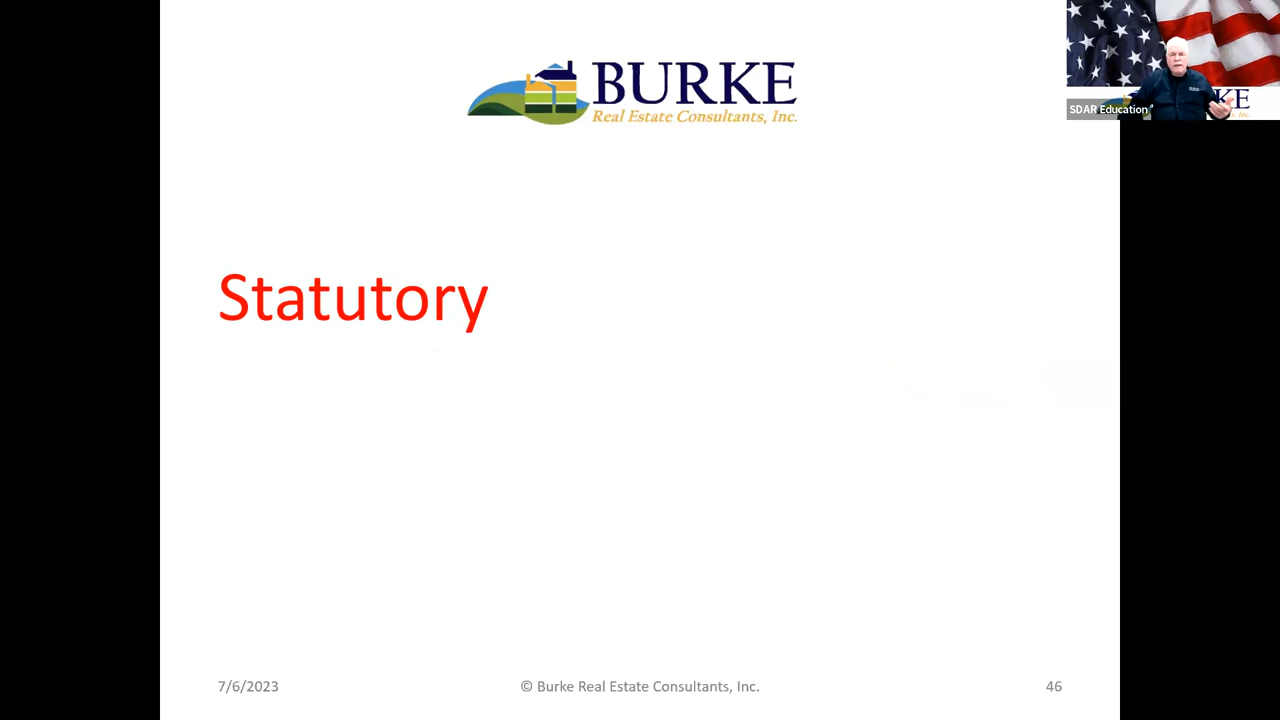 BURKE
Real Estate Consultants, Inc.
SDAR Education
Statutory
7/6/2023
© Burke Real Estate Consultants, Inc.
46